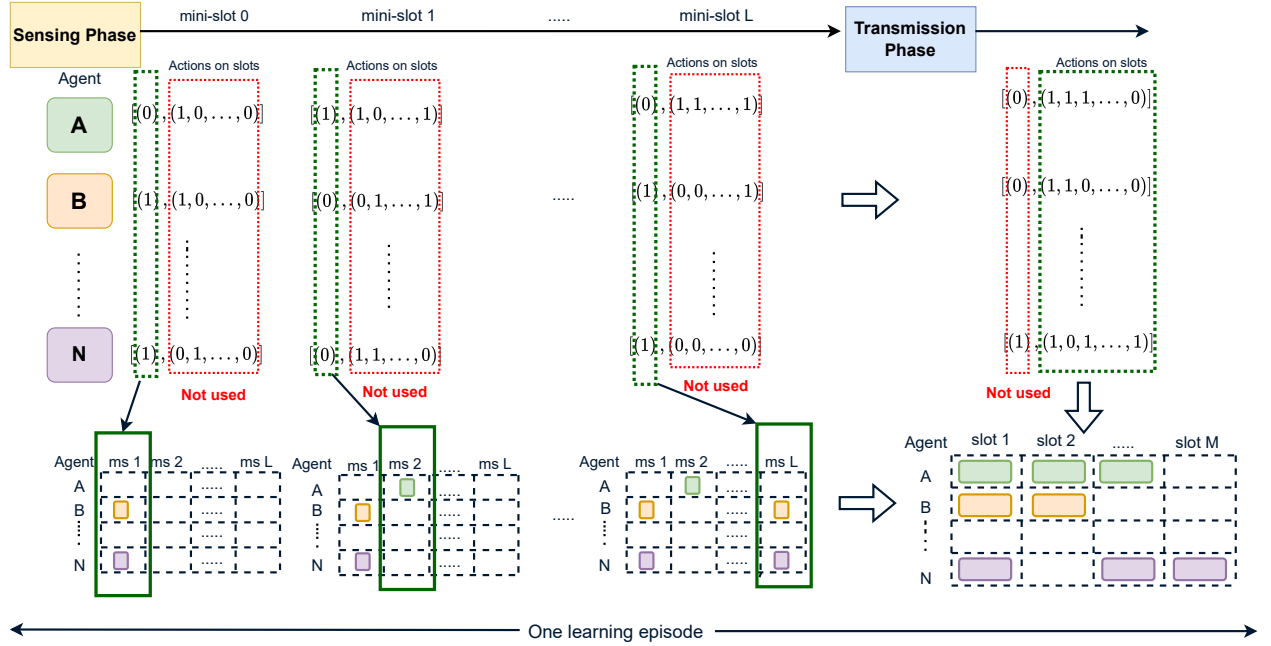 Sensing Phase
mini-slot 0
mini-slot 1
.....
mini-slot L
Transmission
Phase
Agent
Actions on slots
Actions on slots
Actions on slots
Actions on slots
A
[(0),(1,0,...,0)]
[(1),(1,0,...,1)]
[(0),(1,1,...,1)]
[(0),(1,1,1,...,0)]
B
[(1),(1,0,...,0)]
[(0),(0,1,...,1)]
.....
[(1),(0,0,...,1)]
[(0),(1,1,0,...,0)]
N
[(1),(0,1,...,0)]
[(0),(1,1,...,0)
[(1),(0,0,...,0)]
[(1),(1,0,1,...,1)]
Not used
Not used
Not used
Not used
Agent ms 1 ms 2 ..... ms L
A .....
B .....
.....
N .....
Agent ms 1 ms 2 ..... ms L
A .....
B .....
.....
N .....
.....
Agent ms 1 ms 2 ..... ms L
A .....
B .....
.....
N .....
Agent slot 1 slot 2 ..... slot M
A
B
N
One learning episode